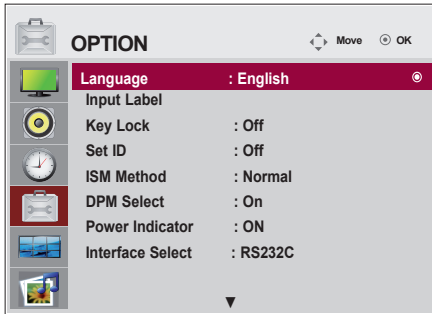 OPTION Move OK
Language : English
Input Label
Key Lock : Off
Set ID : Off
ISM Method : Normal
DPM Select : On
Power Indicator : ON
Interface Select : RS232C